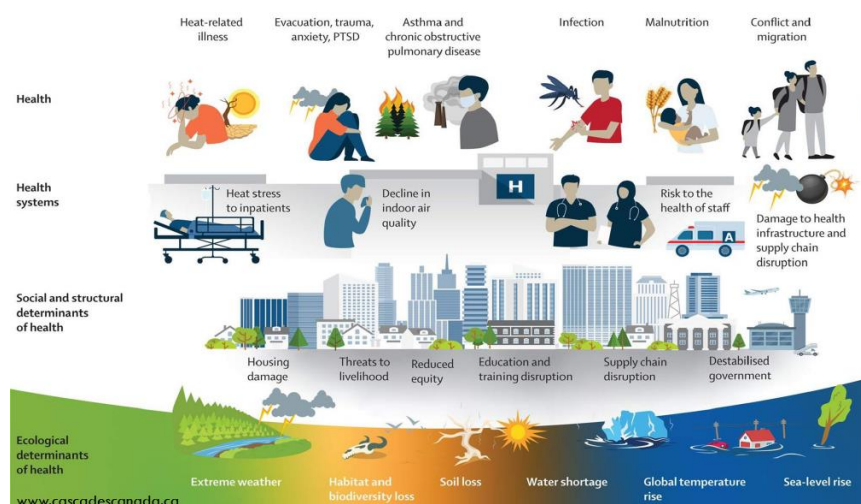 Heat-related
illness
Evacuation, trauma,
anxiety, PTSD
Asthma and
chronic obstructive
pulmonary disease
Infection
Malnutrition
Conflict and
migration
Health
Health
systems
Heat stress
to inpatients
Decline in
indoor air
quality
H
Risk to the
health of staff
A
Damage to health
infrastructure and
supply chain
disruption
Social and structural
determinants
of health
Housing
damage
Threats to
livelihood
Reduced
equity
Education and
training disruption
Supply chain
disruption
Destabilised
government
Ecological
determinants
of health
Extreme weather
Habitat and
biodiversity loss
Soil loss
Water shortage
Global temperature
rise
Sea-level rise
www.cascadescanada.ca